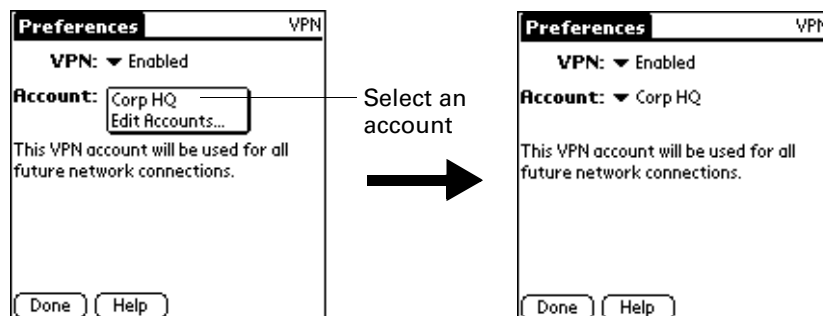 Preferences VPN
VPN: Enabled
Account: Corp HQ
Edit Accounts...
This VPN account will be used for all
future network connections.
Done Help
Select an
account
Preferences VPN
VPN: Enabled
Account: Corp HQ
This VPN account will be used for all
future network connections.
Done Help